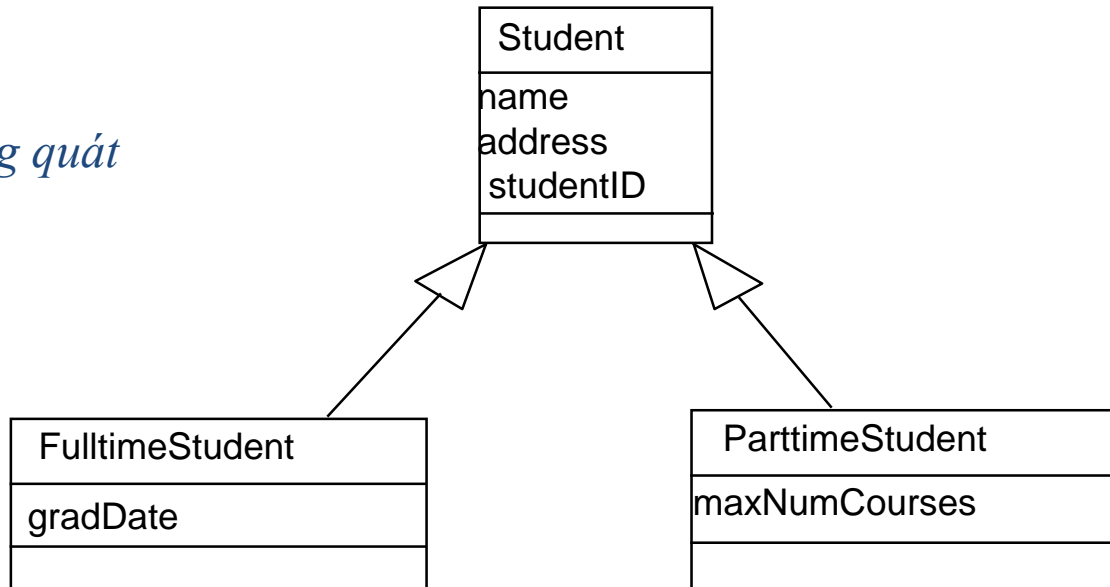 Student
name
address
studentID
g quát
FulltimeStudent
gradDate
ParttimeStudent
maxNumCourses